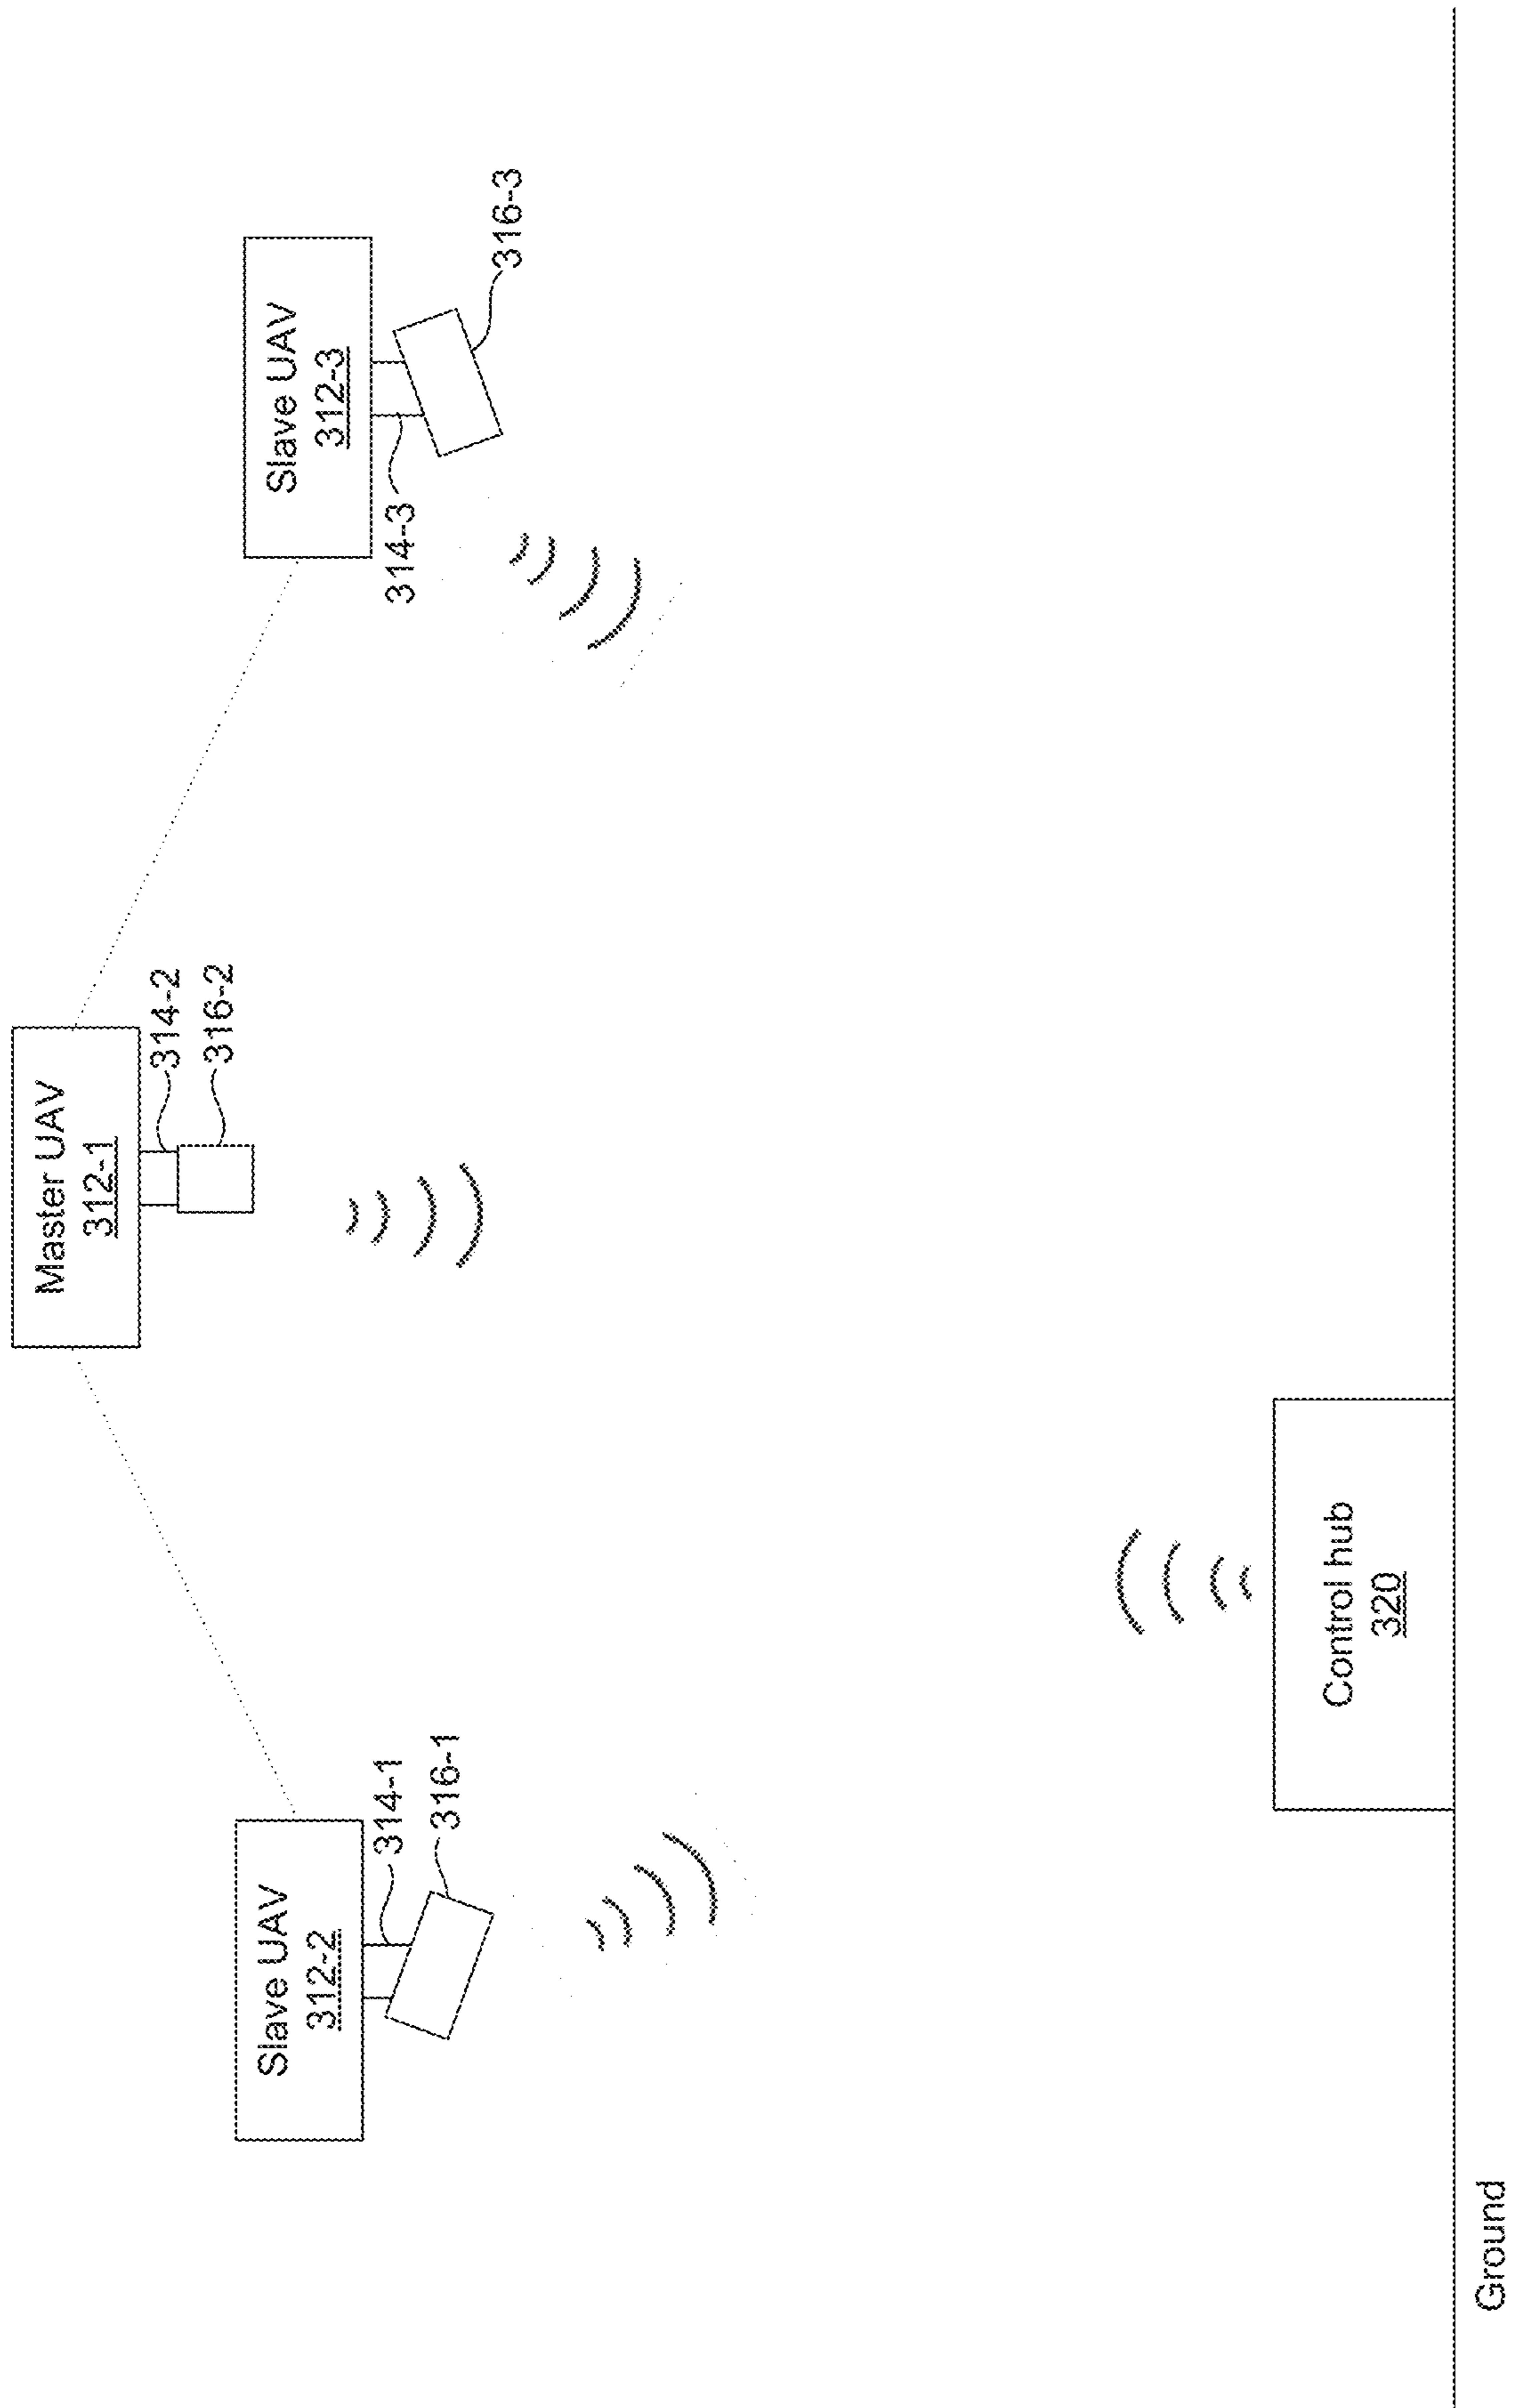 Master UAV
312-1
314-2
316-2
Slave UAV
312-2
314-1
316-1
Slave UAV
312-3
314-3
316-3
Control hub
320
Ground